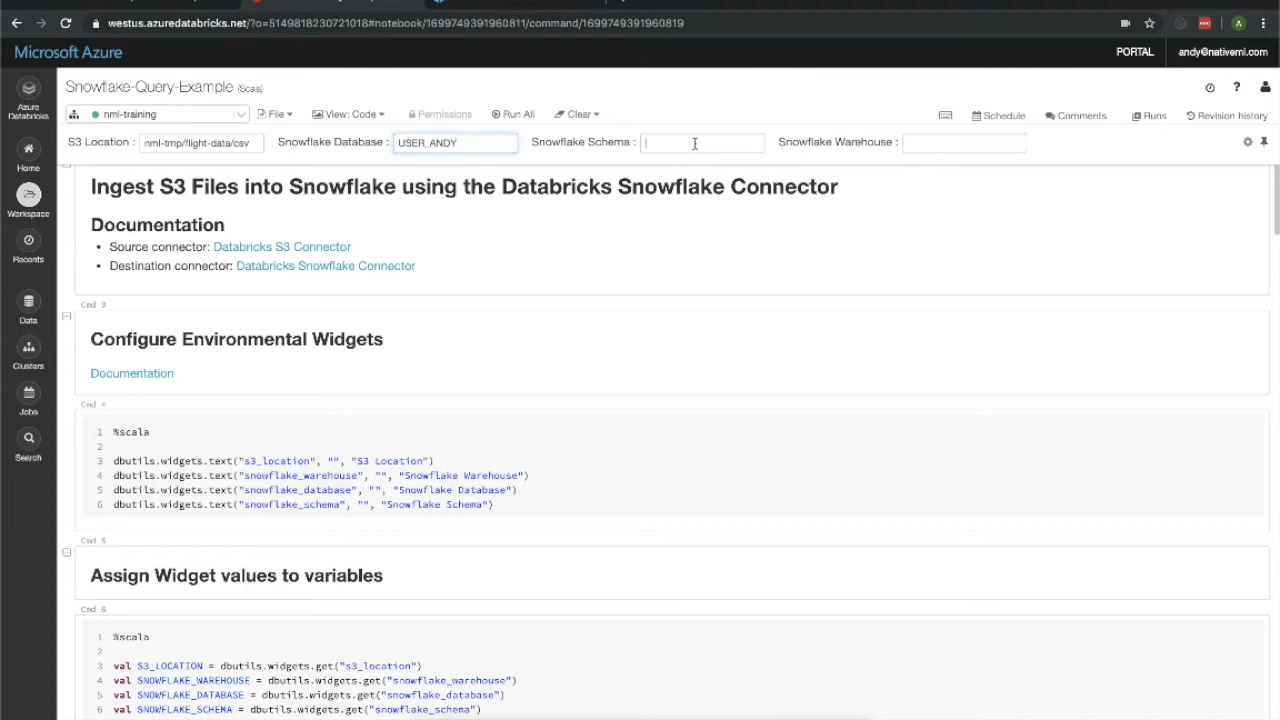 westus.azuredatabricks.net/?o=5149818230721018#notebook/1699749391960811/command/1699749391960819
A
Microsoft Azure
PORTAL
andy@nativeml.com
Azure
Databricks
Home
Workspace
Recents
Data
Clusters
Jobs
Search
Snowflake-Query-Example (Scala)
?
nml-training
File
View: Code
Permissions
Run All
Clear
Schedule
Comments
Runs
Revision history
S3 Location : nml-tmp/flight-data/csv
Snowflake Database : USER_ANDY
Snowflake Schema :
Snowflake Warehouse :
Ingest S3 Files into Snowflake using the Databricks Snowflake Connector
Documentation
• Source connector: Databricks S3 Connector
• Destination connector: Databricks Snowflake Connector
Cmd 3
Configure Environmental Widgets
Documentation
Cmd 4
1 %scala
2
3 dbutils.widgets.text("s3_location", "", "S3 Location")
4 dbutils.widgets.text("snowflake_warehouse", "", "Snowflake Warehouse")
5 dbutils.widgets.text("snowflake_database", "", "Snowflake Database")
6 dbutils.widgets.text("snowflake_schema", "", "Snowflake Schema")
Cmd 5
Assign Widget values to variables
Cmd 6
1 %scala
2
3 val S3_LOCATION = dbutils.widgets.get("s3_location")
4 val SNOWFLAKE_WAREHOUSE = dbutils.widgets.get("snowflake_warehouse")
5 val SNOWFLAKE_DATABASE = dbutils.widgets.get("snowflake_database")
6 val SNOWFLAKE_SCHEMA = dbutils.widgets.get("snowflake_schema")